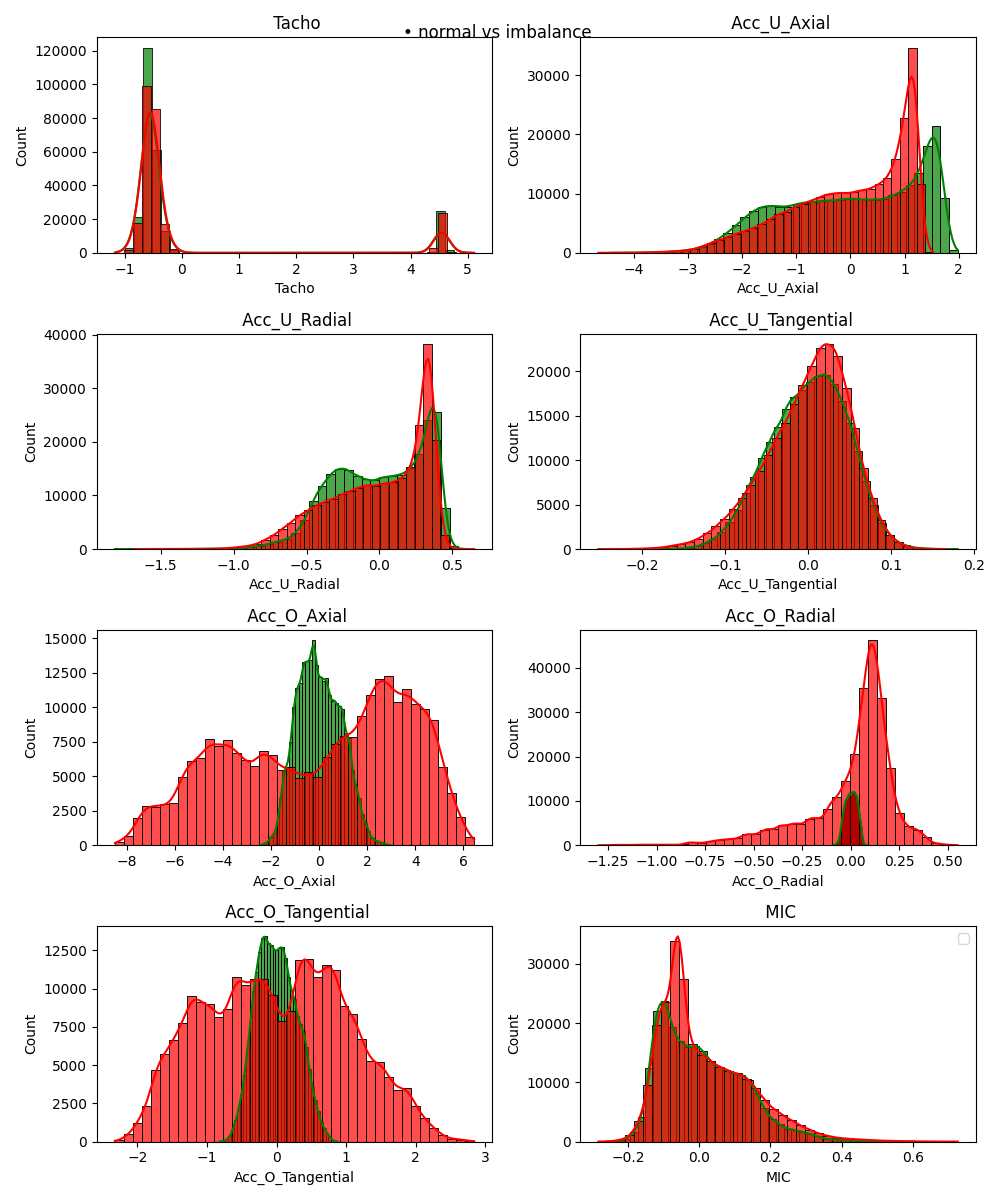 • normal vs imbalance
Tacho
Count
120000
100000
80000
60000
40000
20000
0
−1 0 1 2 3 4 5
Tacho
Acc_U_Axial
Count
30000
20000
10000
0
−4 −3 −2 −1 0 1 2
Acc_U_Axial
Acc_U_Radial
Count
40000
30000
20000
10000
0
−1.5 −1.0 −0.5 0.0 0.5
Acc_U_Radial
Acc_U_Tangential
Count
20000
15000
10000
5000
0
−0.2 −0.1 0.0 0.1 0.2
Acc_U_Tangential
Acc_O_Axial
Count
15000
12500
10000
7500
5000
2500
0
−8 −6 −4 −2 0 2 4 6
Acc_O_Axial
Acc_O_Radial
Count
40000
30000
20000
10000
0
−1.25 −1.00 −0.75 −0.50 −0.25 0.00 0.25 0.50
Acc_O_Radial
Acc_O_Tangential
Count
12500
10000
7500
5000
2500
0
−2 −1 0 1 2 3
Acc_O_Tangential
MIC
Count
30000
20000
10000
0
−0.2 0.0 0.2 0.4 0.6
MIC